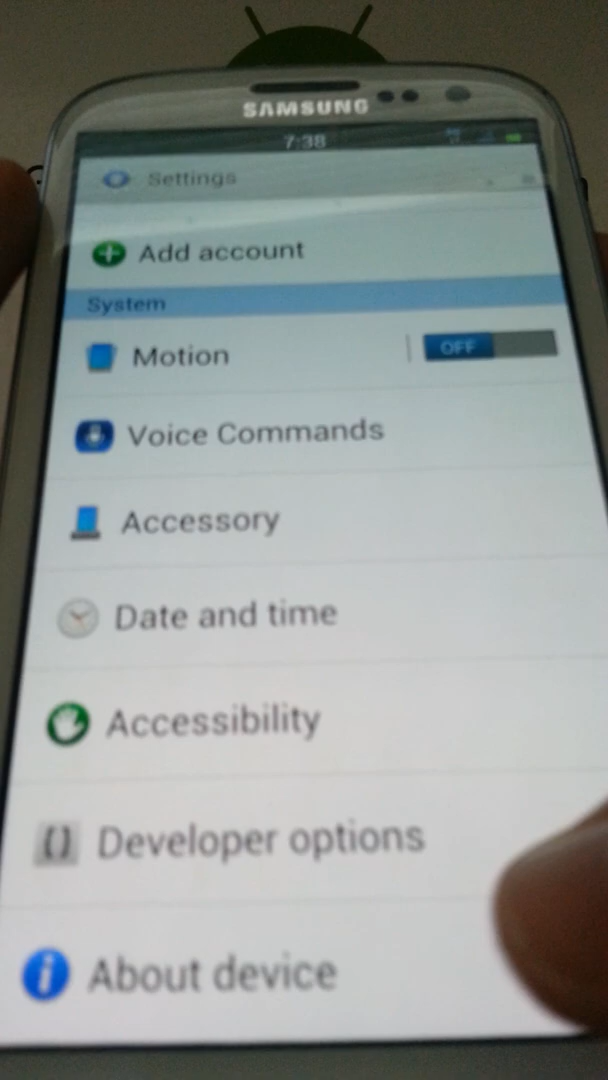 SAMSUNG
7:38
Settings
Add account
System
Motion
OFF
Voice Commands
Accessory
Date and time
Accessibility
Developer options
About device